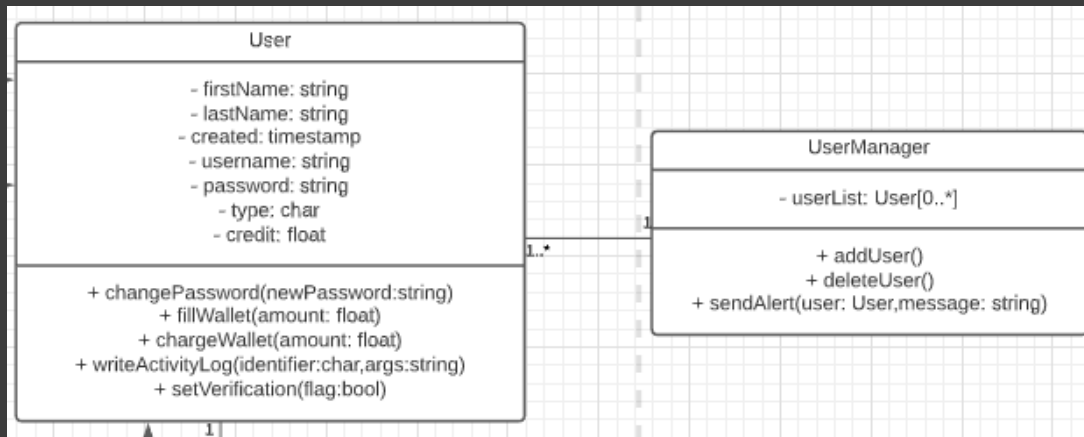 User
- firstName: string
- lastName: string
- created: timestamp
- username: string
- password: string
- type: char
- credit: float
+ changePassword(newPassword:string)
+ fillWallet(amount: float)
+ chargeWallet(amount: float)
+ writeActivityLog(identifier:char,args:string)
+ setVerification(flag:bool)
1
1..*
1
UserManager
- userList: User[0..*]
+ addUser()
+ deleteUser()
+ sendAlert(user: User,message: string)